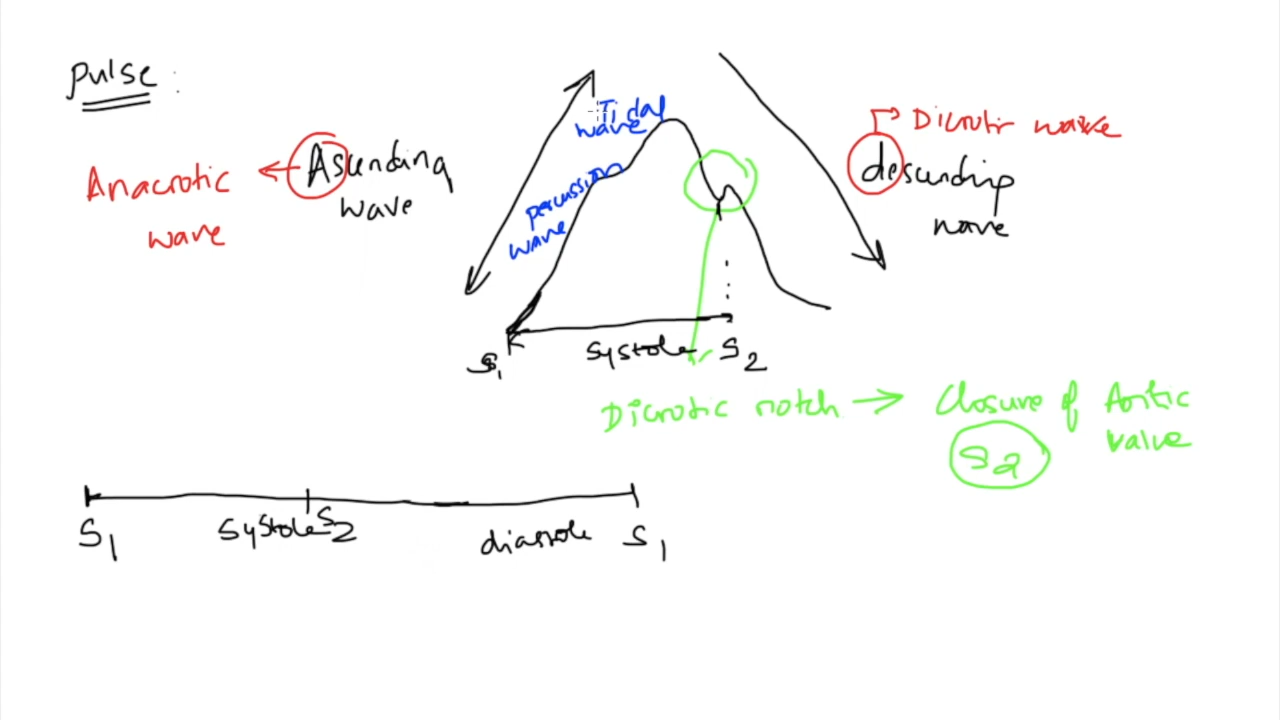 Pulse :
Tidal
wave
percussion
wave
Ascending
wave
Anacrotic
wave
Dicrotic wave
descending
wave
S1
Systole
S2
Dicrotic notch → Closure of Aortic
valve
S2
S1
Systole
S2
diastole
S1